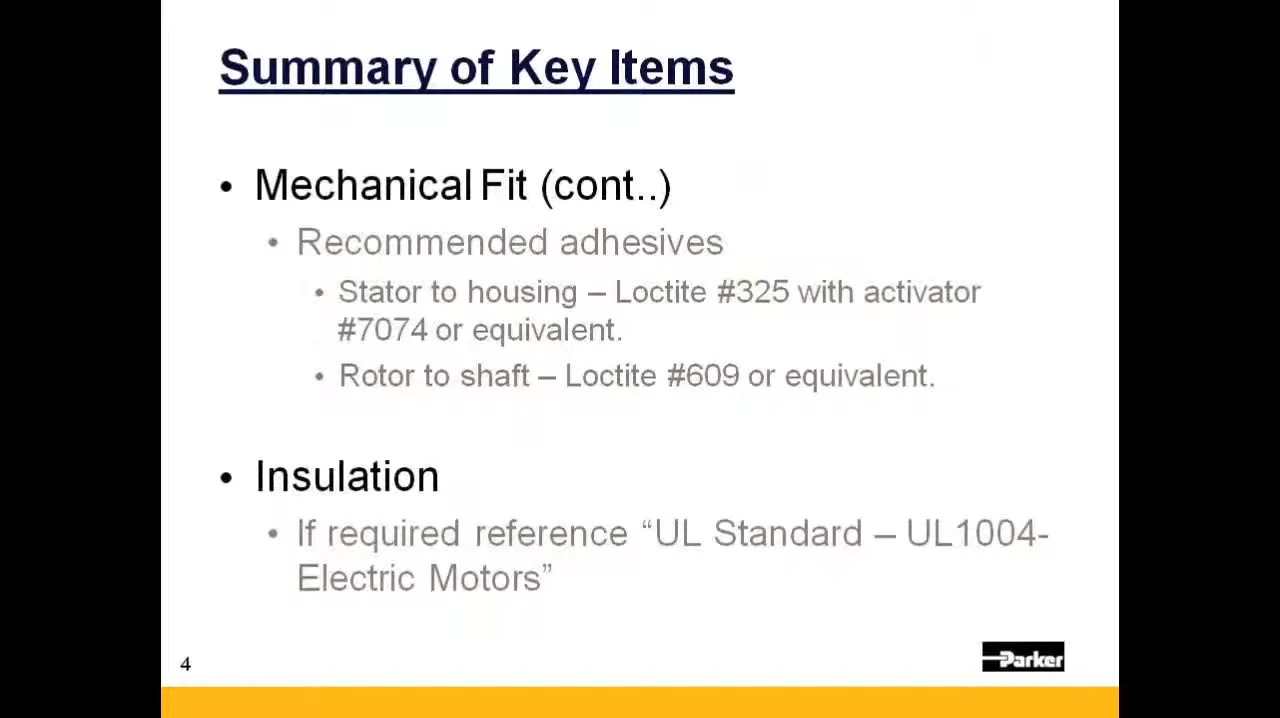 Summary of Key Items
• Mechanical Fit (cont..)
• Recommended adhesives
• Stator to housing – Loctite #325 with activator
#7074 or equivalent.
• Rotor to shaft – Loctite #609 or equivalent.
• Insulation
• If required reference “UL Standard – UL1004-
Electric Motors”
4
Parker